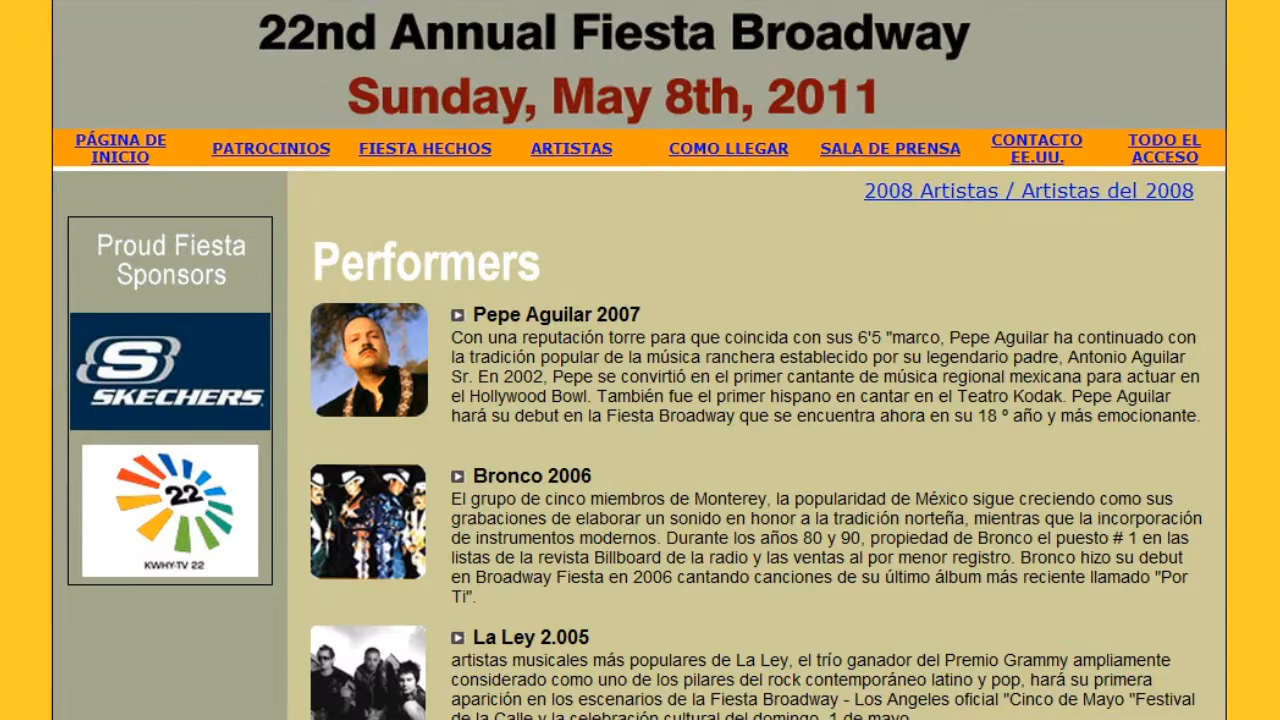 22nd Annual Fiesta Broadway
Sunday, May 8th, 2011
PÁGINA DE INICIO
PATROCINIOS
FIESTA HECHOS
ARTISTAS
COMO LLEGAR
SALA DE PRENSA
CONTACTO EE.UU.
TODO EL ACCESO
2008 Artistas / Artistas del 2008
Proud Fiesta
Sponsors
S
SKECHERS
22
KWHY-TV 22
Performers
Pepe Aguilar 2007
Con una reputación torre para que coincida con sus 6'5 "marco, Pepe Aguilar ha continuado con
la tradición popular de la música ranchera establecido por su legendario padre, Antonio Aguilar
Sr. En 2002, Pepe se convirtió en el primer cantante de música regional mexicana para actuar en
el Hollywood Bowl. También fue el primer hispano en cantar en el Teatro Kodak. Pepe Aguilar
hará su debut en la Fiesta Broadway que se encuentra ahora en su 18 º año y más emocionante.
Bronco 2006
El grupo de cinco miembros de Monterey, la popularidad de México sigue creciendo como sus
grabaciones de elaborar un sonido en honor a la tradición norteña, mientras que la incorporación
de instrumentos modernos. Durante los años 80 y 90, propiedad de Bronco el puesto # 1 en las
listas de la revista Billboard de la radio y las ventas al por menor registro. Bronco hizo su debut
en Broadway Fiesta en 2006 cantando canciones de su último álbum más reciente llamado "Por
Ti".
La Ley 2.005
artistas musicales más populares de La Ley, el trío ganador del Premio Grammy ampliamente
considerado como uno de los pilares del rock contemporáneo latino y pop, hará su primera
aparición en los escenarios de la Fiesta Broadway - Los Angeles oficial "Cinco de Mayo "Festival
de la Calle y la celebración cultural del domingo, 1 de mayo